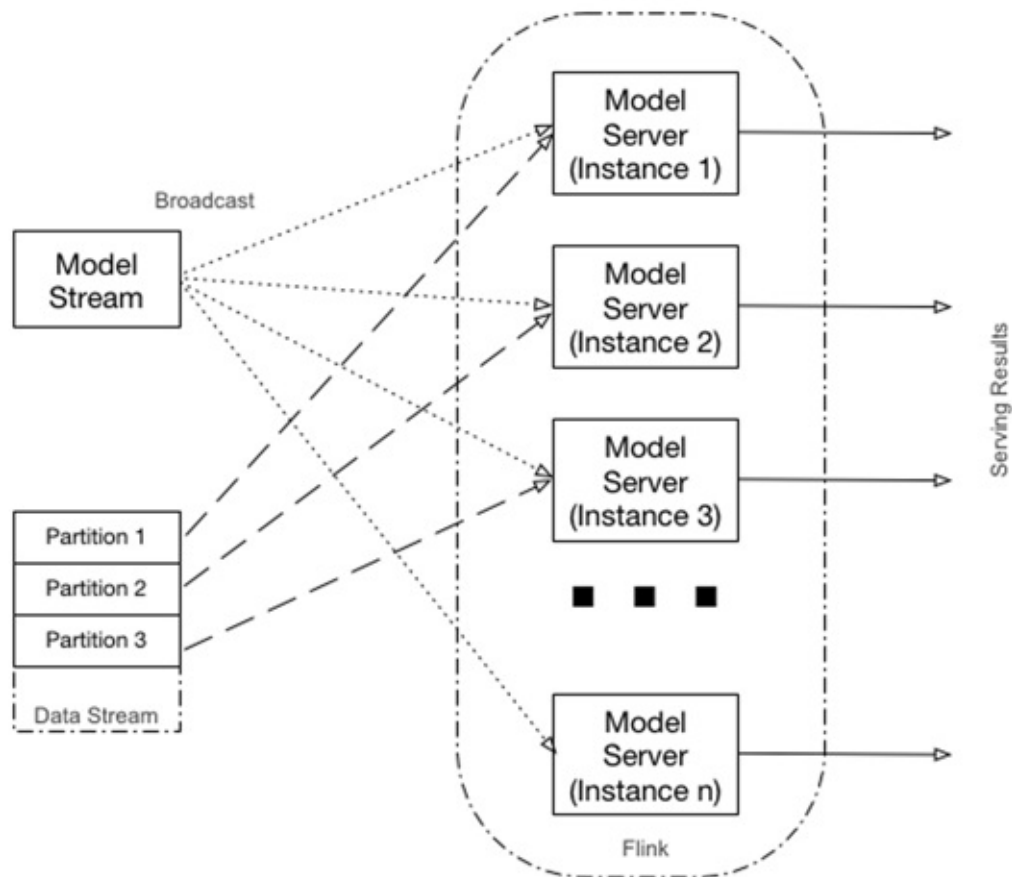 Broadcast
Model
Stream
Partition 1
Partition 2
Partition 3
Data Stream
Model
Server
(Instance 1)
Model
Server
(Instance 2)
Model
Server
(Instance 3)
Model
Server
(Instance n)
Flink
Serving Results